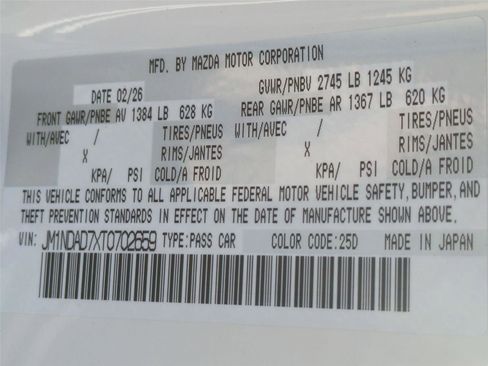 MFD. BY MAZDA MOTOR CORPORATION
DATE 02/26 GVWR/PNBV 2745 LB 1245 KG
FRONT GAWR/PNBE AV 1384 LB 628 KG REAR GAWR/PNBE AR 1367 LB 620 KG
WITH/AVEC / TIRES/PNEUS WITH/AVEC / TIRES/PNEUS
X RIMS/JANTES X RIMS/JANTES
KPA/ PSI COLD/A FROID KPA/ PSI COLD/A FROID
THIS VEHICLE CONFORMS TO ALL APPLICABLE FEDERAL MOTOR VEHICLE SAFETY,BUMPER,AND
THEFT PREVENTION STANDARDS IN EFFECT ON THE DATE OF MANUFACTURE SHOWN ABOVE.
VIN: JM1NDAD7XT0702659 TYPE:PASS CAR COLOR CODE:25D MADE IN JAPAN